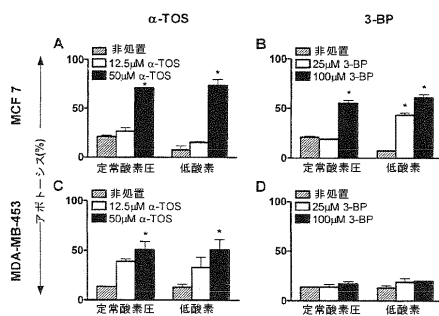 α-TOS
3-BP
MCF 7
MDA-MB-453
アポトーシス(%)
A
非処置
12.5μM α-TOS
50μM α-TOS
100
50
0
*
*
定常酸素圧
低酸素
B
非処置
25μM 3-BP
100μM 3-BP
100
50
0
*
*
*
定常酸素圧
低酸素
C
非処置
12.5μM α-TOS
50μM α-TOS
100
50
0
*
*
定常酸素圧
低酸素
D
非処置
25μM 3-BP
100μM 3-BP
100
50
0
定常酸素圧
低酸素